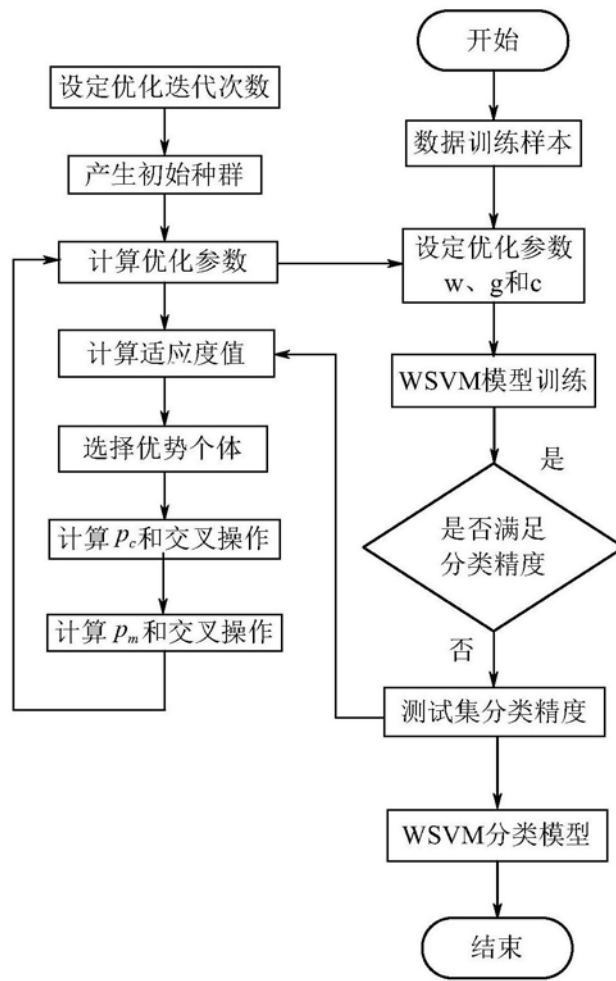 开始
数据训练样本
设定优化参数
w、g和c
WSVM模型训练
是
是否满足
分类精度
否
测试集分类精度
WSVM分类模型
结束
设定优化迭代次数
产生初始种群
计算优化参数
计算适应度值
选择优势个体
计算 p_c 和交叉操作
计算 p_m 和交叉操作